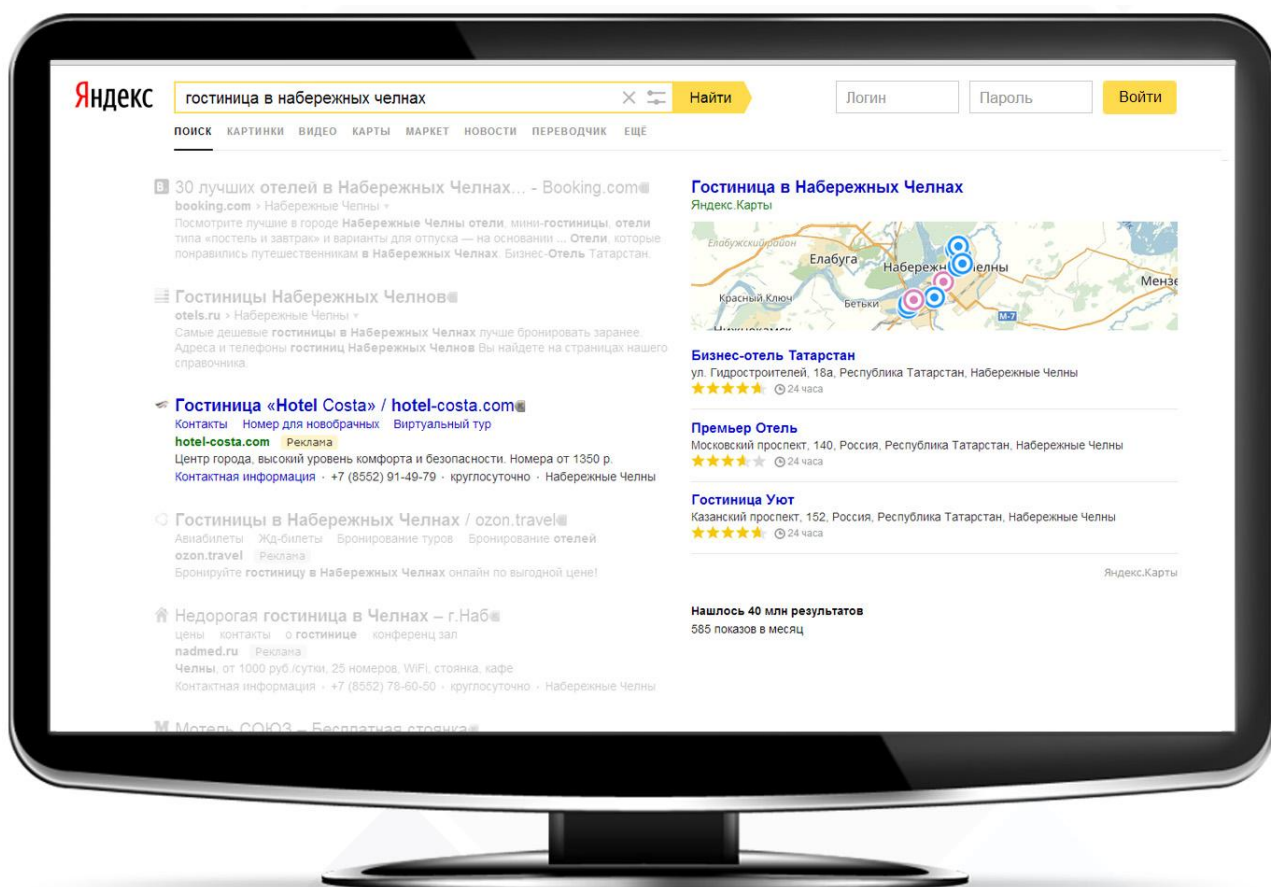 Яндекс
гостиница в набережных челнах
Найти
Логин
Пароль
Войти
ПОИСК КАРТИНКИ ВИДЕО КАРТЫ МАРКЕТ НОВОСТИ ПЕРЕВОДЧИК ЕЩЁ
30 лучших отелей в Набережных Челнах... - Booking.com
booking.com › Набережные Челны
Посмотрите лучшие в городе Набережные Челны отели, мини-гостиницы, отели
типа «постель и завтрак» и варианты для отпуска — на основании ... Отели, которые
понравились путешественникам в Набережных Челнах. Бизнес-Отель Татарстан.
Гостиницы Набережных Челнов
otels.ru › Набережные Челны
Самые дешевые гостиницы в Набережных Челнах лучше бронировать заранее.
Адреса и телефоны гостиниц Набережных Челнов Вы найдете на страницах нашего
справочника.
Гостиница «Hotel Costa» / hotel-costa.com
Контакты Номер для новобрачных Виртуальный тур
hotel-costa.com Реклама
Центр города, высокий уровень комфорта и безопасности. Номера от 1350 р.
Контактная информация · +7 (8552) 91-49-79 · круглосуточно · Набережные Челны
Гостиницы в Набережных Челнах / ozon.travel
Авиабилеты Жд-билеты Бронирование туров Бронирование отелей
ozon.travel Реклама
Бронируйте гостиницу в Набережных Челнах онлайн по выгодной цене!
Недорогая гостиница в Челнах – г.Наб
цены контакты о гостинице конференц зал
nadmed.ru Реклама
Челны, от 1000 руб./сутки, 25 номеров, WiFi, стоянка, кафе
Контактная информация · +7 (8552) 78-60-50 · круглосуточно · Набережные Челны
Мотель СОЮЗ – Бесплатная стоянка
Гостиница в Набережных Челнах
Яндекс.Карты
Елабужский район
Елабуга
Набережн елны
Мензе
Красный Ключ
Бетьки
М-7
Нижнекамск
Бизнес-отель Татарстан
ул. Гидростроителей, 18а, Республика Татарстан, Набережные Челны
24 часа
Премьер Отель
Московский проспект, 140, Россия, Республика Татарстан, Набережные Челны
24 часа
Гостиница Уют
Казанский проспект, 152, Россия, Республика Татарстан, Набережные Челны
24 часа
Яндекс.Карты
Нашлось 40 млн результатов
585 показов в месяц